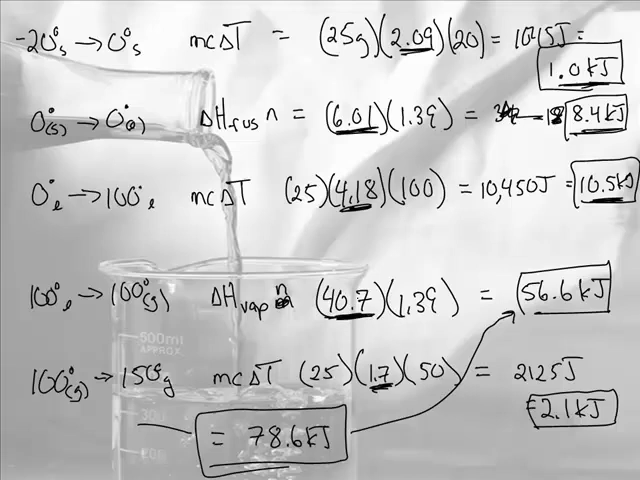 -20°s → 0°s mcΔT = (25g)(2.09)(20) = 1045J =
1.0kJ
0°(s) → 0°(l) ΔHfus n = (6.01)(1.39) = 8.4kJ
0°l → 100°l mcΔT (25)(4.18)(100) = 10,450J = 10.5kJ
100°l → 100°(g) ΔHvap n (40.7)(1.39) = 56.6kJ
500ml
APPROX
100°(g) → 150°g mcΔT (25)(1.7)(50) = 2125J
= 2.1kJ
= 78.6kJ